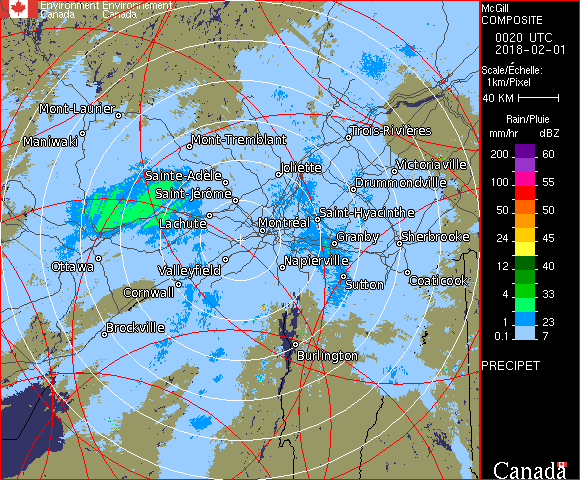 Environment Environnement
Canada Canada
McGill
COMPOSITE
0020 UTC
2018-02-01
Scale/Échelle:
1km/Pixel
40 KM
Rain/Pluie
mm/hr dBZ
200 60
100 55
50 50
24 45
12 40
4 33
1 23
0.1 7
PRECIPET
Canada
Mont-Laurier
Maniwaki
Mont-Tremblant
Trois-Rivières
Sainte-Adele
Joliette
Victoriaville
Saint-Jérôme
Drummondville
Lachute
Montréal
Saint-Hyacinthe
Granby
Sherbrooke
Ottawa
Valleyfield
Napierville
Cornwall
Sutton
Coaticook
Brockville
Burlington